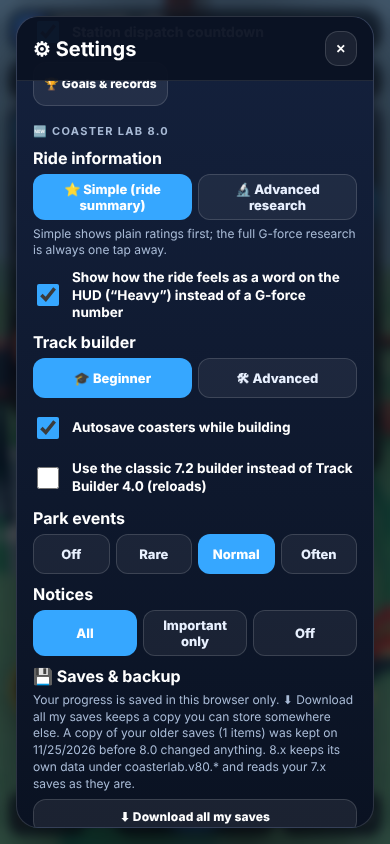 Station dispatch countdown
⚙ Settings
×
🏆 Goals & records
🆕 COASTER LAB 8.0
Ride information
⭐ Simple (ride
summary)
🔬 Advanced
research
Simple shows plain ratings first; the full G-force research
is always one tap away.
Show how the ride feels as a word on the
HUD (“Heavy”) instead of a G-force
number
Track builder
🎓 Beginner
🛠 Advanced
Autosave coasters while building
Use the classic 7.2 builder instead of Track
Builder 4.0 (reloads)
Park events
Off
Rare
Normal
Often
Notices
All
Important
only
Off
💾 Saves & backup
Your progress is saved in this browser only. ⬇ Download
all my saves keeps a copy you can store somewhere
else. A copy of your older saves (1 items) was kept on
11/25/2026 before 8.0 changed anything. 8.x keeps its
own data under coasterlab.v80.* and reads your 7.x
saves as they are.
⬇ Download all my saves